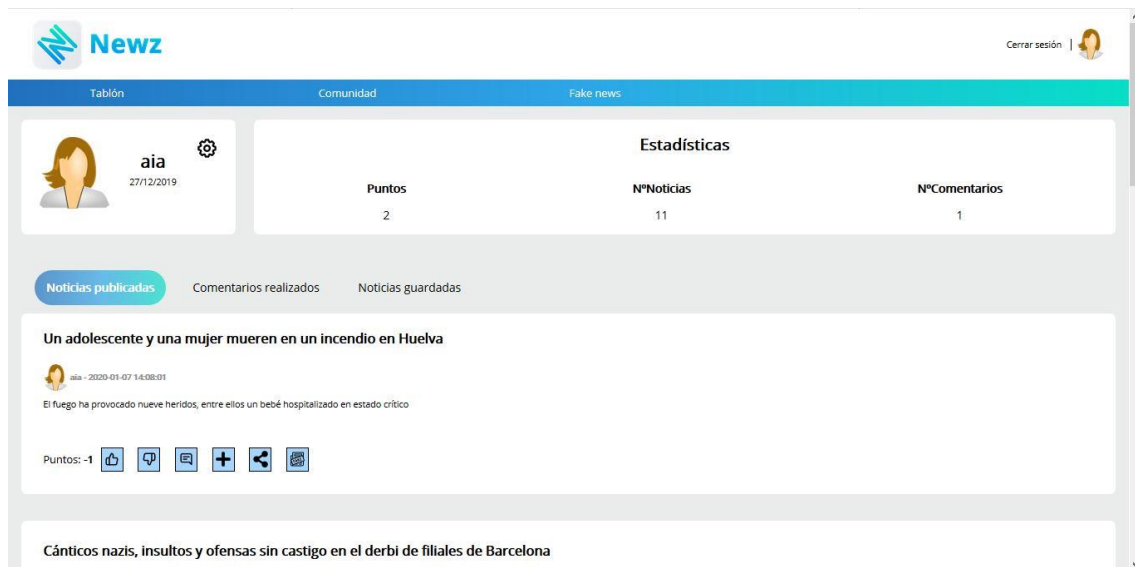 Newz
Cerrar sesión |
Tablón Comunidad Fake news
aia
27/12/2019
Estadísticas
Puntos NºNoticias NºComentarios
2 11 1
Noticias publicadas Comentarios realizados Noticias guardadas
Un adolescente y una mujer mueren en un incendio en Huelva
aia - 2020-01-07 14:08:01
El fuego ha provocado nueve heridos, entre ellos un bebé hospitalizado en estado crítico
Puntos: -1
Cánticos nazis, insultos y ofensas sin castigo en el derbi de filiales de Barcelona